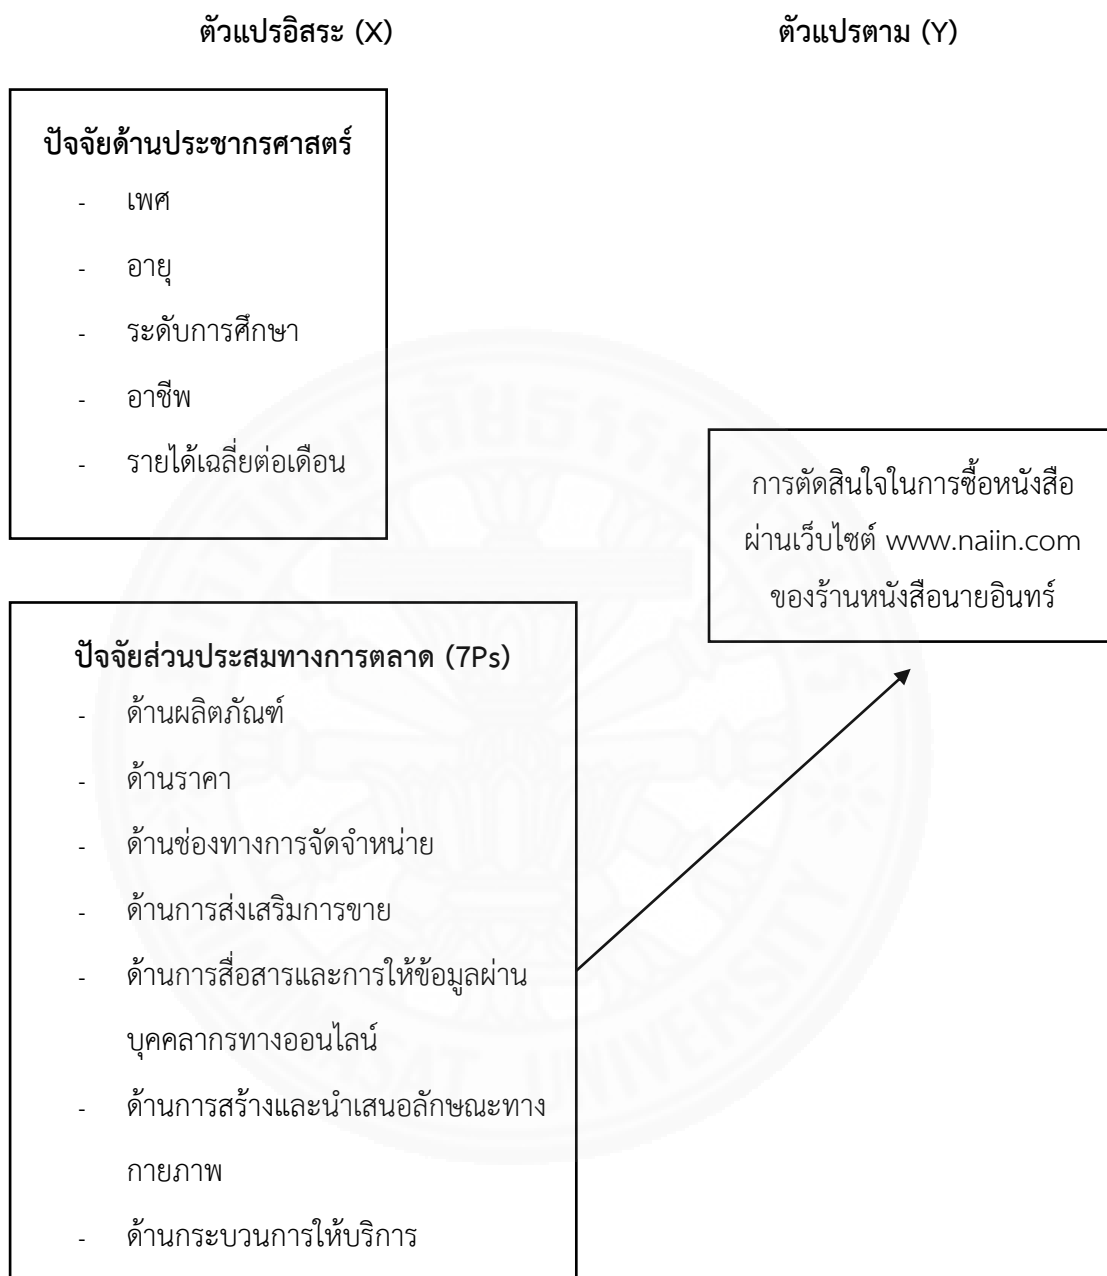 ตัวแปรอิสระ (X)
ตัวแปรตาม (Y)
ปัจจัยด้านประชากรศาสตร์
- เพศ
- อายุ
- ระดับการศึกษา
- อาชีพ
- รายได้เฉลี่ยต่อเดือน
การตัดสินใจในการซื้อหนังสือ
ผ่านเว็บไซต์ www.naiin.com
ของร้านหนังสือนายอินทร์
ปัจจัยส่วนประสมทางการตลาด (7Ps)
- ด้านผลิตภัณฑ์
- ด้านราคา
- ด้านช่องทางการจัดจำหน่าย
- ด้านการส่งเสริมการขาย
- ด้านการสื่อสารและการให้ข้อมูลผ่าน
บุคคลากรทางออนไลน์
- ด้านการสร้างและนำเสนอลักษณะทาง
กายภาพ
- ด้านกระบวนการให้บริการ